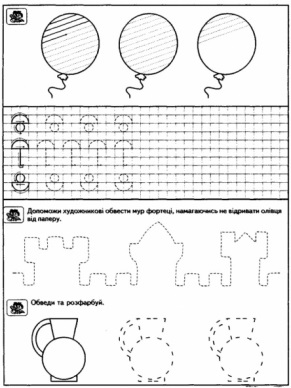 Допоможи художникові обвести мур фортеці, намагаючись не відривати олівця
від паперу.
Обведи та розфарбуй.